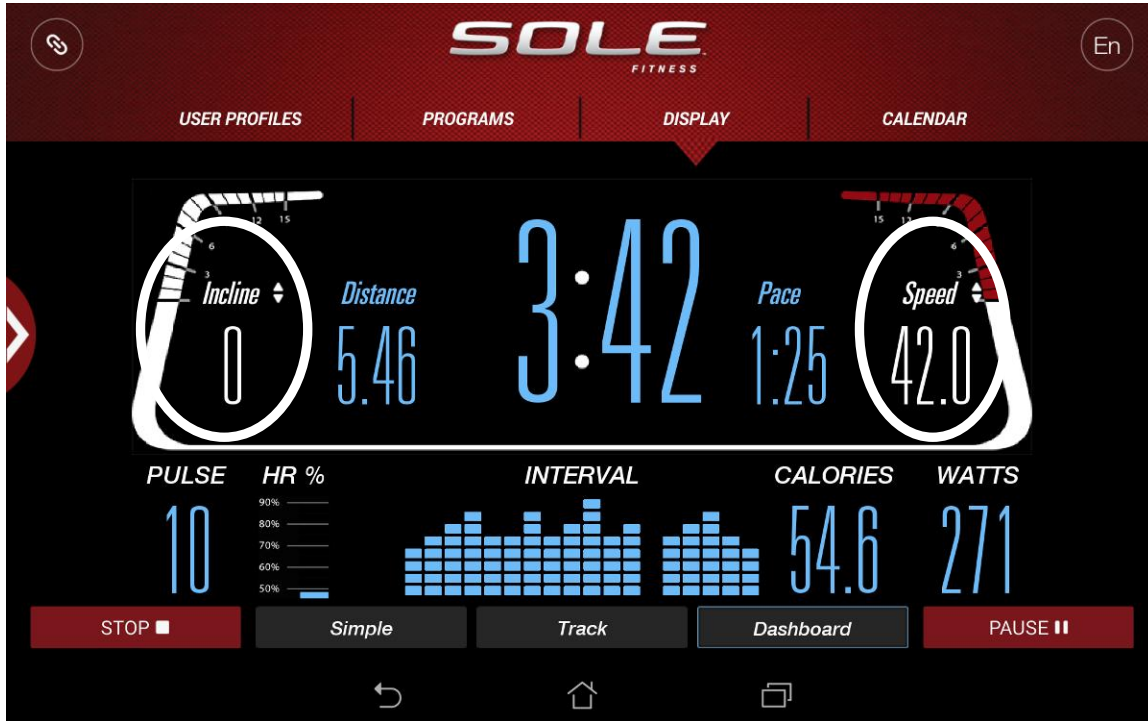 SOLE
FITNESS
En
USER PROFILES PROGRAMS DISPLAY CALENDAR
12 15
6
3
Incline
0
Distance
5.46
3:42
Pace
1:25
15 12
6
3
Speed
42.0
PULSE HR % INTERVAL CALORIES WATTS
10
90%
80%
70%
60%
50%
54.6
271
STOP Simple Track Dashboard PAUSE